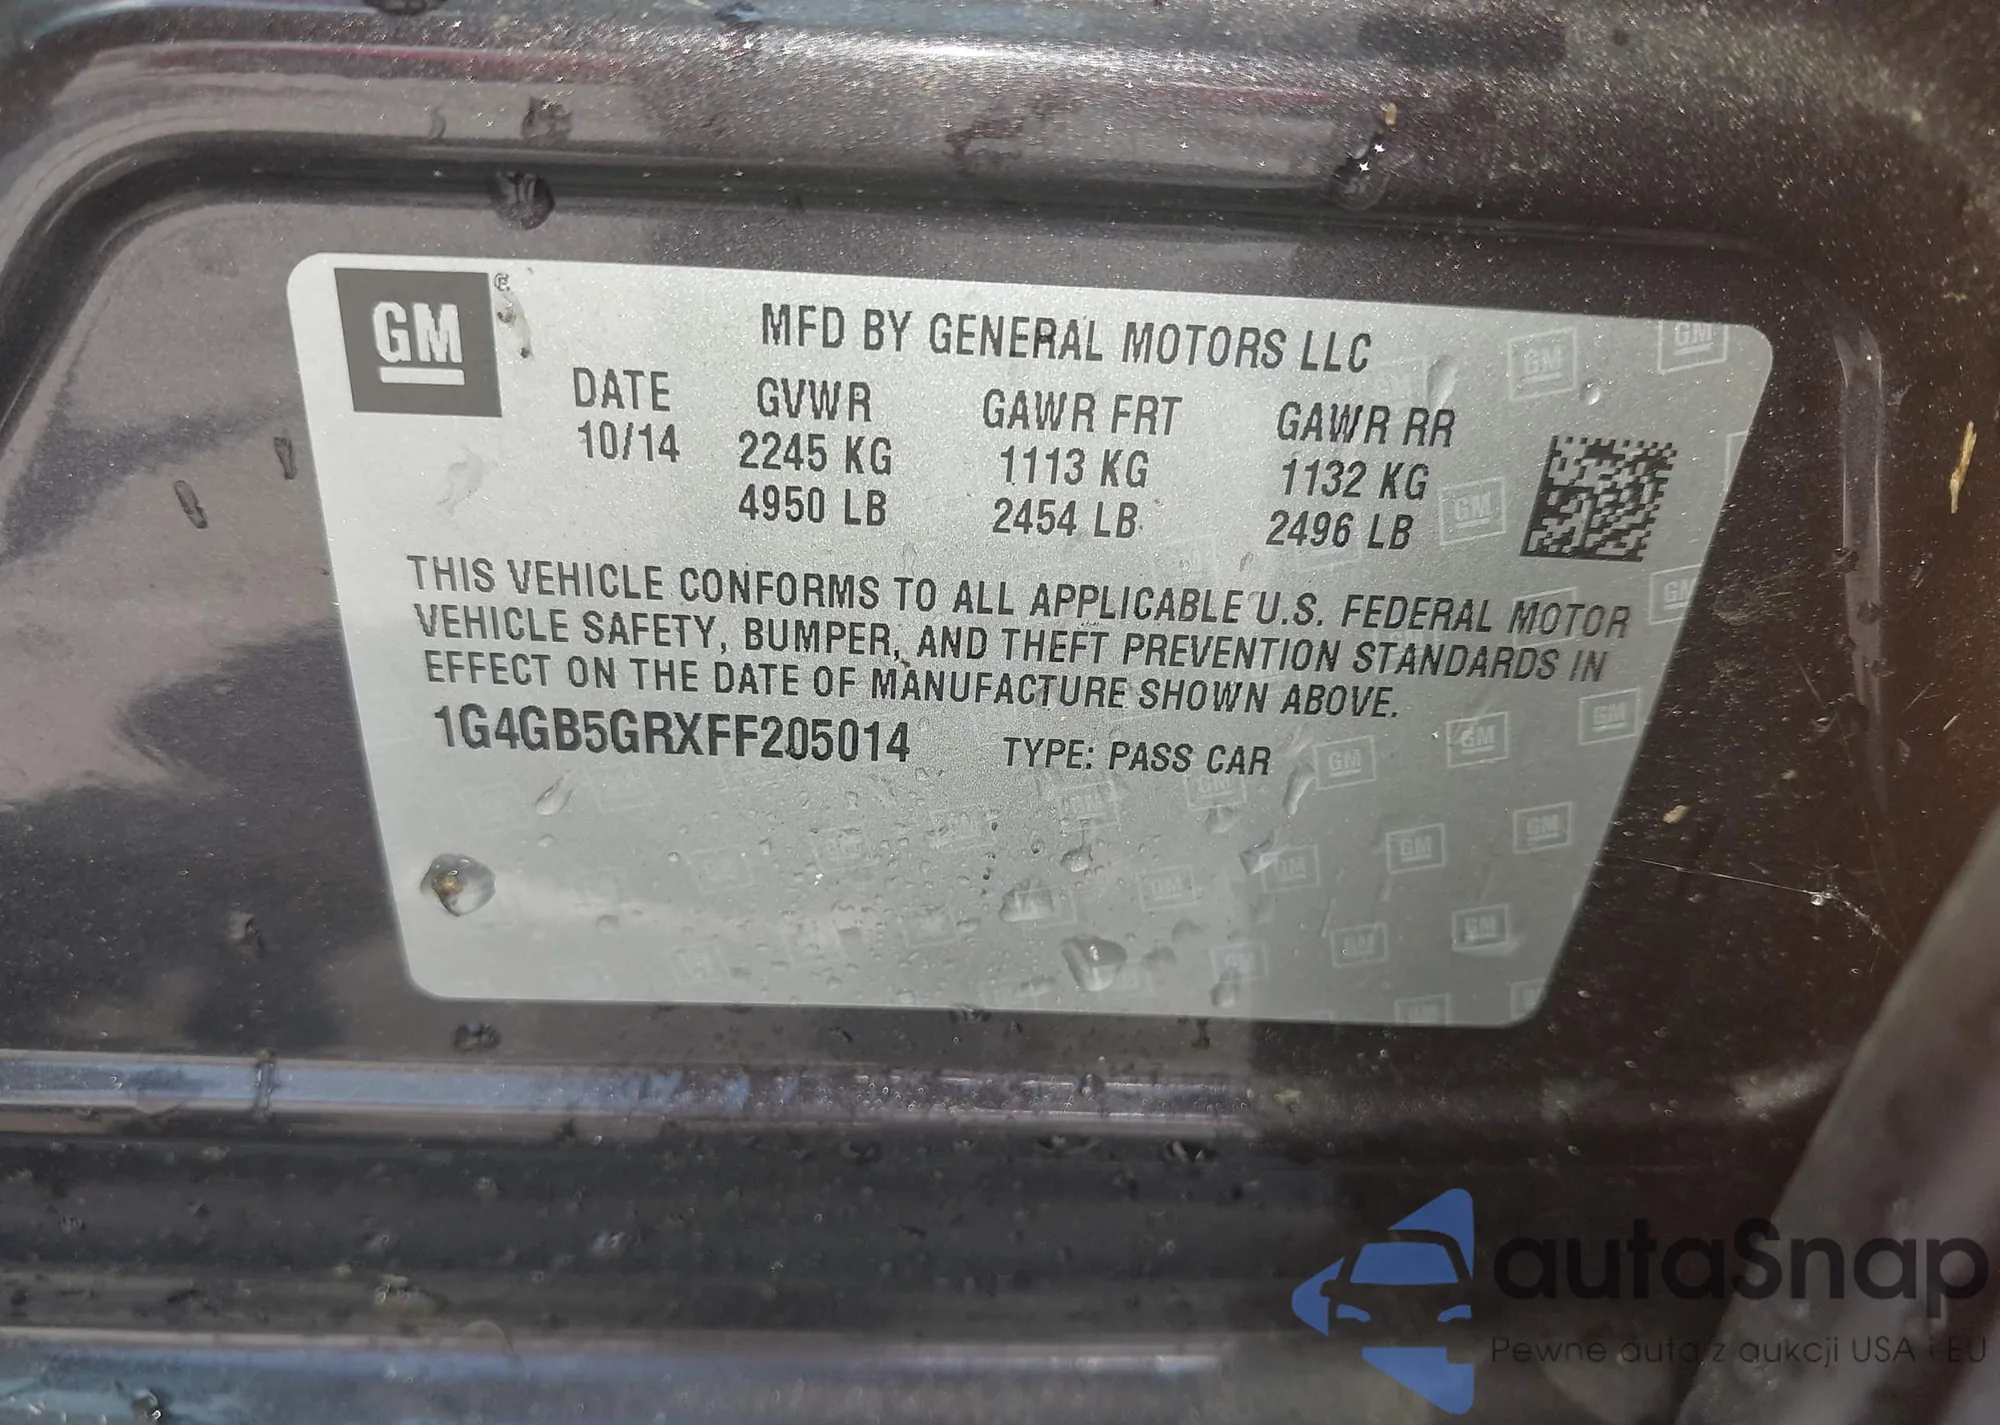 GM
MFD BY GENERAL MOTORS LLC
DATE GVWR GAWR FRT GAWR RR
10/14 2245 KG 1113 KG 1132 KG
4950 LB 2454 LB 2496 LB
THIS VEHICLE CONFORMS TO ALL APPLICABLE U.S. FEDERAL MOTOR
VEHICLE SAFETY, BUMPER, AND THEFT PREVENTION STANDARDS IN
EFFECT ON THE DATE OF MANUFACTURE SHOWN ABOVE.
1G4GB5GRXFF205014 TYPE: PASS CAR
autaSnap
Pewne auta z aukcji USA i EU